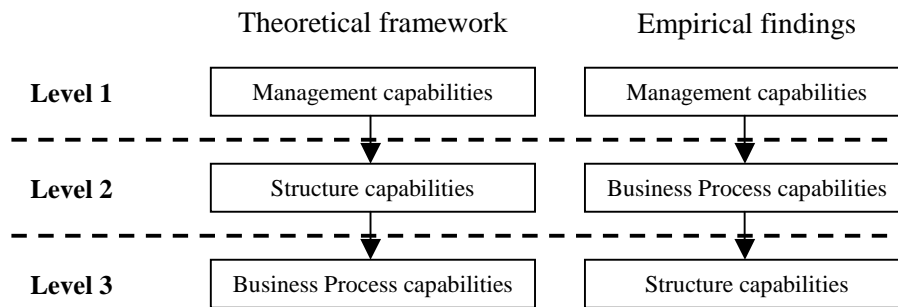 Theoretical framework Empirical findings
Level 1 Management capabilities Management capabilities
Level 2 Structure capabilities Business Process capabilities
Level 3 Business Process capabilities Structure capabilities